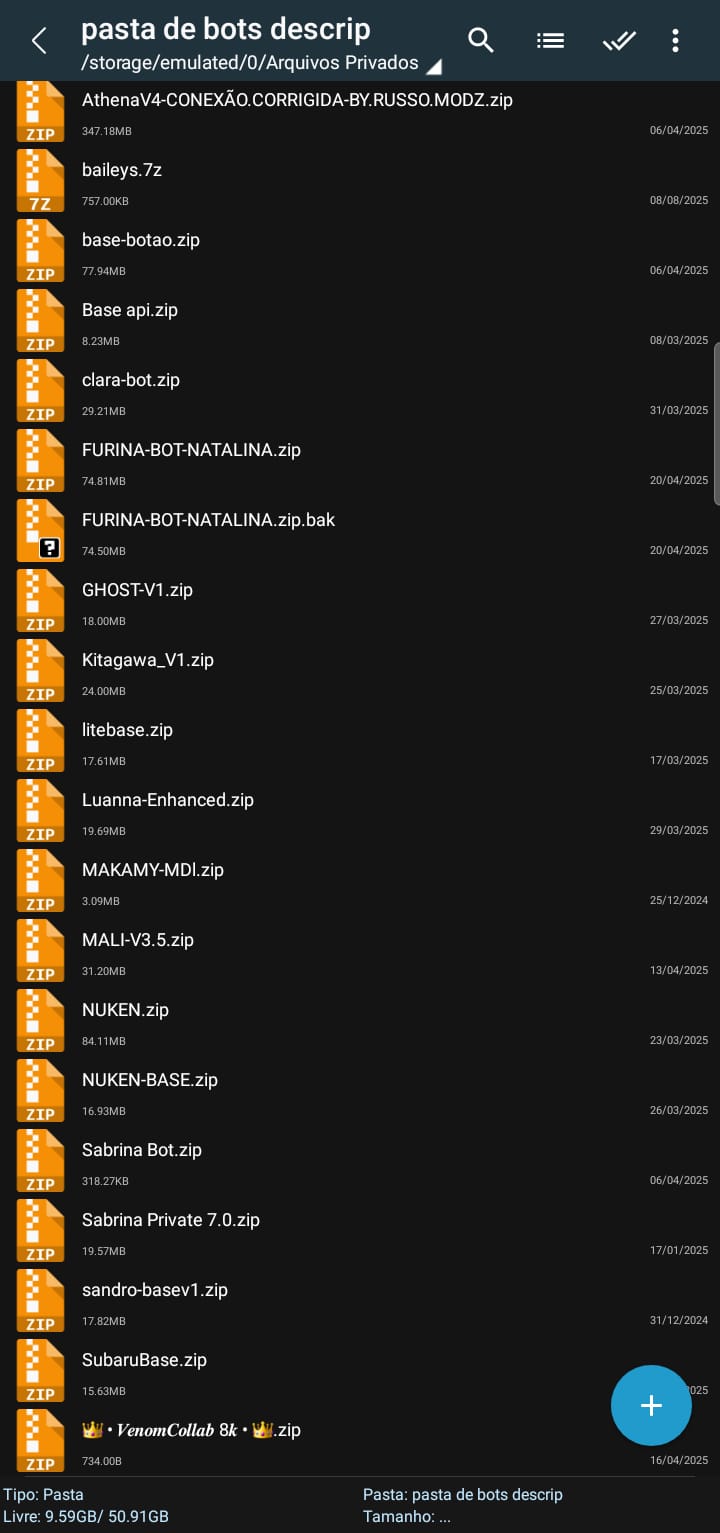 pasta de bots descrip
/storage/emulated/0/Arquivos Privados
AthenaV4-CONEXÃO.CORRIGIDA-BY.RUSSO.MODZ.zip
ZIP
347.18MB
06/04/2025
baileys.7z
7Z
757.00KB
08/08/2025
base-botao.zip
ZIP
77.94MB
06/04/2025
Base api.zip
ZIP
8.23MB
08/03/2025
clara-bot.zip
ZIP
29.21MB
31/03/2025
FURINA-BOT-NATALINA.zip
ZIP
74.81MB
20/04/2025
FURINA-BOT-NATALINA.zip.bak
?
74.50MB
20/04/2025
GHOST-V1.zip
ZIP
18.00MB
27/03/2025
Kitagawa_V1.zip
ZIP
24.00MB
25/03/2025
litebase.zip
ZIP
17.61MB
17/03/2025
Luanna-Enhanced.zip
ZIP
19.69MB
29/03/2025
MAKAMY-MDl.zip
ZIP
3.09MB
25/12/2024
MALI-V3.5.zip
ZIP
31.20MB
13/04/2025
NUKEN.zip
ZIP
84.11MB
23/03/2025
NUKEN-BASE.zip
ZIP
16.93MB
26/03/2025
Sabrina Bot.zip
ZIP
318.27KB
06/04/2025
Sabrina Private 7.0.zip
ZIP
19.57MB
17/01/2025
sandro-basev1.zip
ZIP
17.82MB
31/12/2024
SubaruBase.zip
ZIP
15.63MB
👑 • 𝑽𝒆𝒏𝒐𝒎𝑪𝒐𝒍𝒍𝒂𝒃 8𝒌 • 👑.zip
ZIP
734.00B
16/04/2025
Tipo: Pasta
Pasta: pasta de bots descrip
Livre: 9.59GB/ 50.91GB
Tamanho: ...